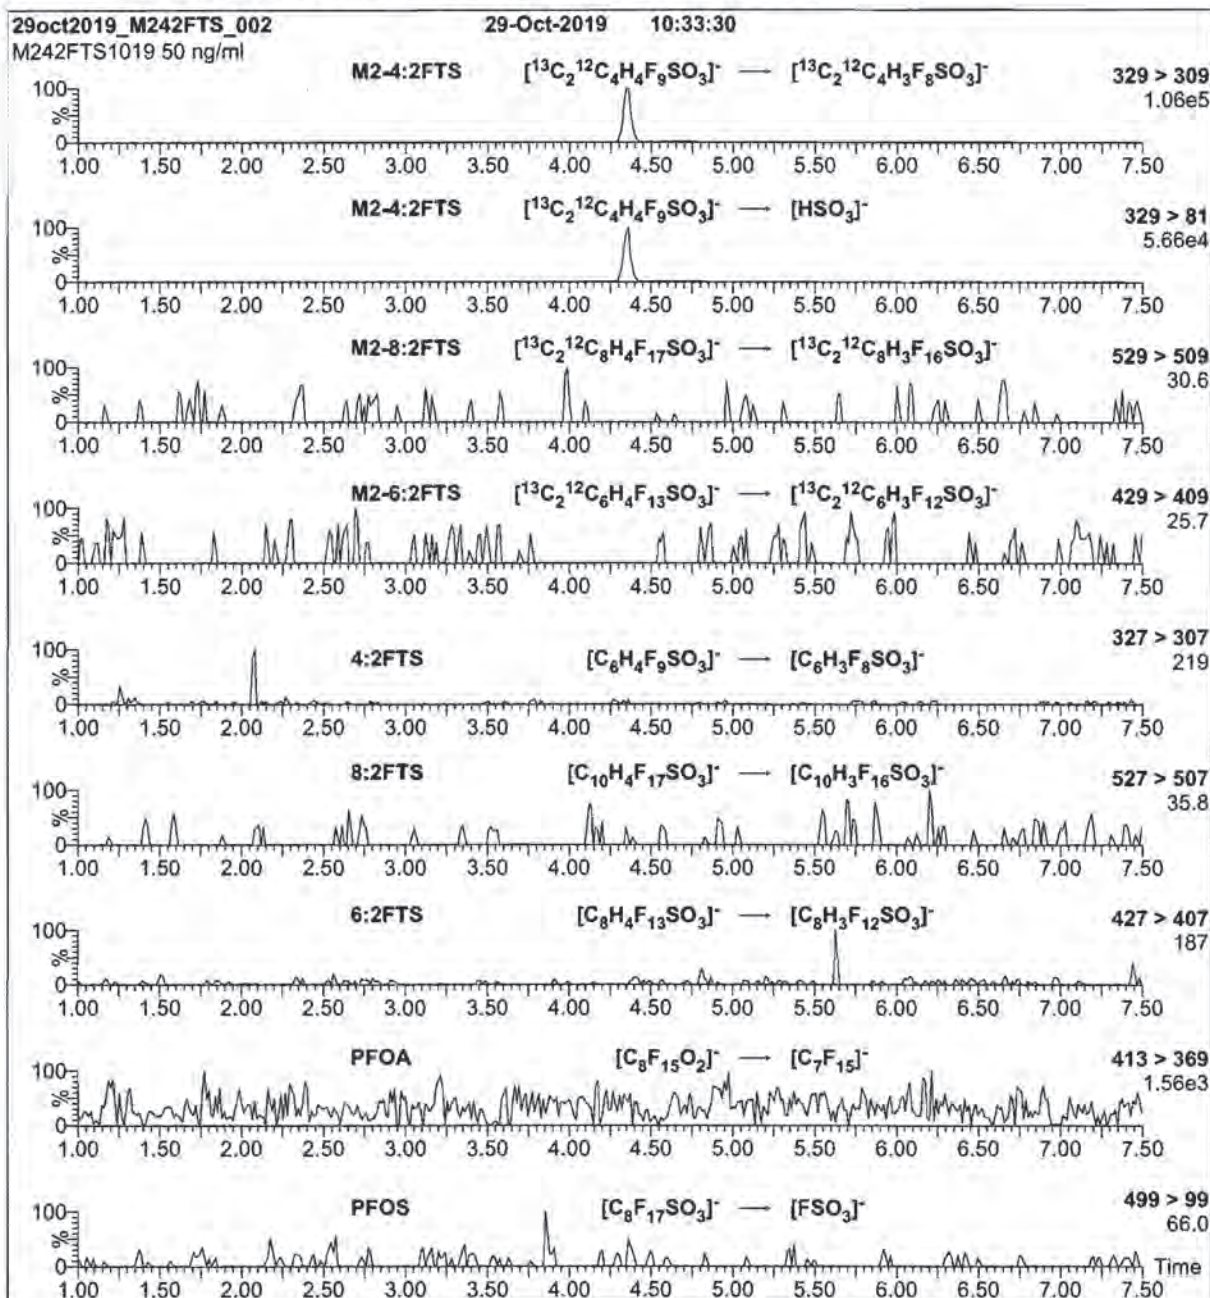 29oct2019_M242FTS_002 29-Oct-2019 10:33:30
M242FTS1019 50 ng/ml
M2-4:2FTS [¹³C₂¹²C₄H₄F₉SO₃]⁻ → [¹³C₂¹²C₄H₃F₈SO₃]⁻ 329 > 309
1.06e5
100
%
0
1.00 1.50 2.00 2.50 3.00 3.50 4.00 4.50 5.00 5.50 6.00 6.50 7.00 7.50
M2-4:2FTS [¹³C₂¹²C₄H₄F₉SO₃]⁻ → [HSO₃]⁻ 329 > 81
5.66e4
100
%
0
1.00 1.50 2.00 2.50 3.00 3.50 4.00 4.50 5.00 5.50 6.00 6.50 7.00 7.50
M2-8:2FTS [¹³C₂¹²C₈H₄F₁₇SO₃]⁻ → [¹³C₂¹²C₈H₃F₁₆SO₃]⁻ 529 > 509
30.6
100
%
0
1.00 1.50 2.00 2.50 3.00 3.50 4.00 4.50 5.00 5.50 6.00 6.50 7.00 7.50
M2-6:2FTS [¹³C₂¹²C₆H₄F₁₃SO₃]⁻ → [¹³C₂¹²C₆H₃F₁₂SO₃]⁻ 429 > 409
25.7
100
%
0
1.00 1.50 2.00 2.50 3.00 3.50 4.00 4.50 5.00 5.50 6.00 6.50 7.00 7.50
4:2FTS [C₆H₄F₉SO₃]⁻ → [C₆H₃F₈SO₃]⁻ 327 > 307
219
100
%
0
1.00 1.50 2.00 2.50 3.00 3.50 4.00 4.50 5.00 5.50 6.00 6.50 7.00 7.50
8:2FTS [C₁₀H₄F₁₇SO₃]⁻ → [C₁₀H₃F₁₆SO₃]⁻ 527 > 507
35.8
100
%
0
1.00 1.50 2.00 2.50 3.00 3.50 4.00 4.50 5.00 5.50 6.00 6.50 7.00 7.50
6:2FTS [C₈H₄F₁₃SO₃]⁻ → [C₈H₃F₁₂SO₃]⁻ 427 > 407
187
100
%
0
1.00 1.50 2.00 2.50 3.00 3.50 4.00 4.50 5.00 5.50 6.00 6.50 7.00 7.50
PFOA [C₈F₁₅O₂]⁻ → [C₇F₁₅]⁻ 413 > 369
1.56e3
100
%
0
1.00 1.50 2.00 2.50 3.00 3.50 4.00 4.50 5.00 5.50 6.00 6.50 7.00 7.50
PFOS [C₈F₁₇SO₃]⁻ → [FSO₃]⁻ 499 > 99
66.0
100
%
0 Time
1.00 1.50 2.00 2.50 3.00 3.50 4.00 4.50 5.00 5.50 6.00 6.50 7.00 7.50